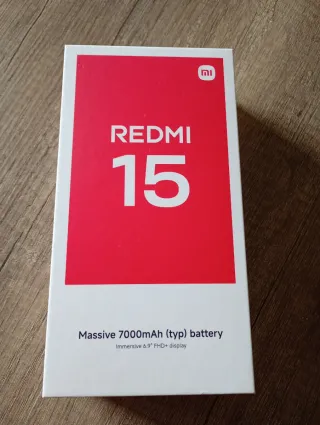 mi
REDMI
15
Massive 7000mAh (typ) battery
Immersive 6.9" FHD+ display